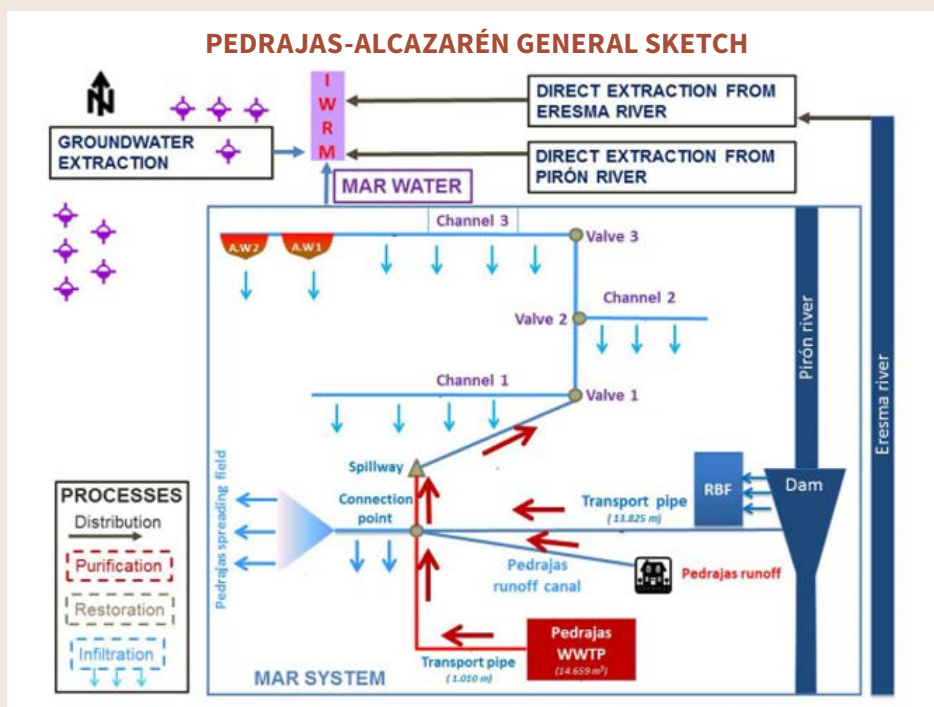 PEDRAJAS-ALCAZARÉN GENERAL SKETCH
N
I
W
R
M
DIRECT EXTRACTION FROM
ERESMA RIVER
GROUNDWATER
EXTRACTION
DIRECT EXTRACTION FROM
PIRÓN RIVER
MAR WATER
Channel 3
A.W2
A.W1
Valve 3
Channel 2
Valve 2
Pirón river
Eresma river
Channel 1
Valve 1
Spillway
Pedrajas spreading field
Connection
point
Transport pipe
(13.825 m)
RBF
Dam
Pedrajas
runoff canal
Pedrajas runoff
Pedrajas
WWTP
(14.659 m³)
Transport pipe
(1.010 m)
MAR SYSTEM
PROCESSES
Distribution
Purification
Restoration
Infiltration